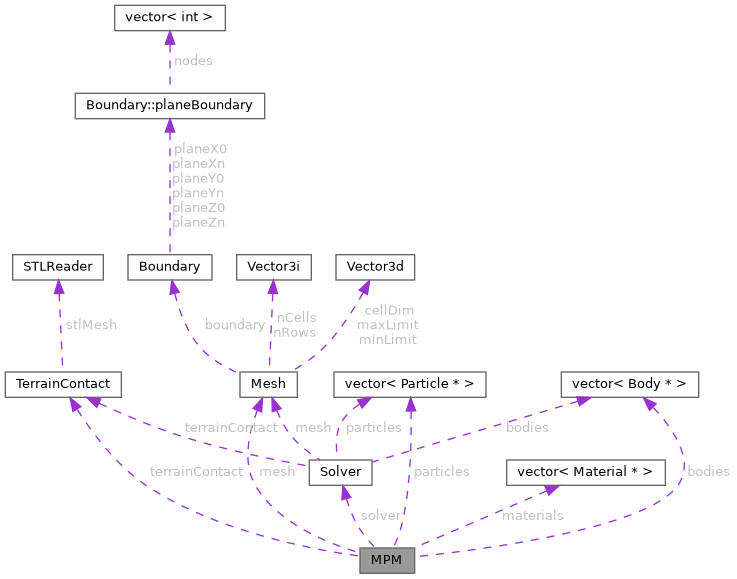 vector< int >
nodes
Boundary::planeBoundary
planeX0
planeXn
planeY0
planeYn
planeZ0
planeZn
STLReader
Boundary
Vector3i
Vector3d
stlMesh
boundary
nCells
nRows
cellDim
maxLimit
minLimit
TerrainContact
Mesh
vector< Particle * >
vector< Body * >
terrainContact
mesh
particles
bodies
Solver
vector< Material * >
terrainContact
mesh
particles
bodies
solver
materials
MPM